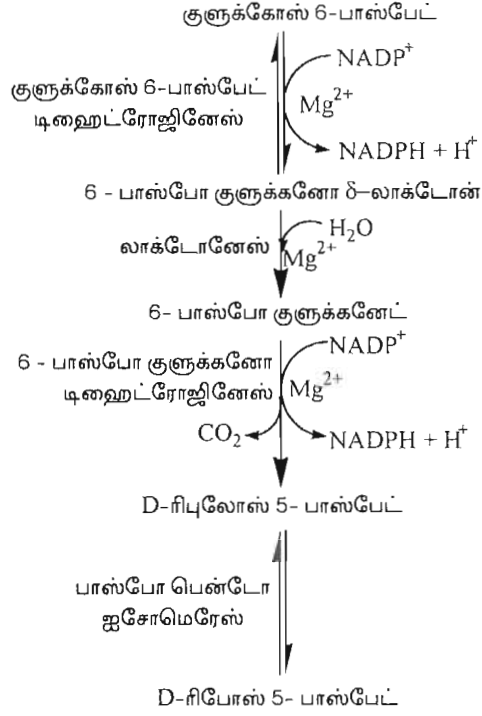 குளுக்கோஸ் 6-பாஸ்பேட்
NADP⁺
குளுக்கோஸ் 6-பாஸ்பேட்
டிஹைட்ரோஜினேஸ்
Mg²⁺
NADPH + H⁺
6 - பாஸ்போ குளுக்கனோ δ–லாக்டோன்
H₂O
லாக்டோனேஸ்
Mg²⁺
6- பாஸ்போ குளுக்கனேட்
NADP⁺
6 - பாஸ்போ குளுக்கனோ
டிஹைட்ரோஜினேஸ்
Mg²⁺
CO₂
NADPH + H⁺
D-ரிபுலோஸ் 5- பாஸ்பேட்
பாஸ்போ பென்டோ
ஐசோமெரேஸ்
D-ரிபோஸ் 5- பாஸ்பேட்